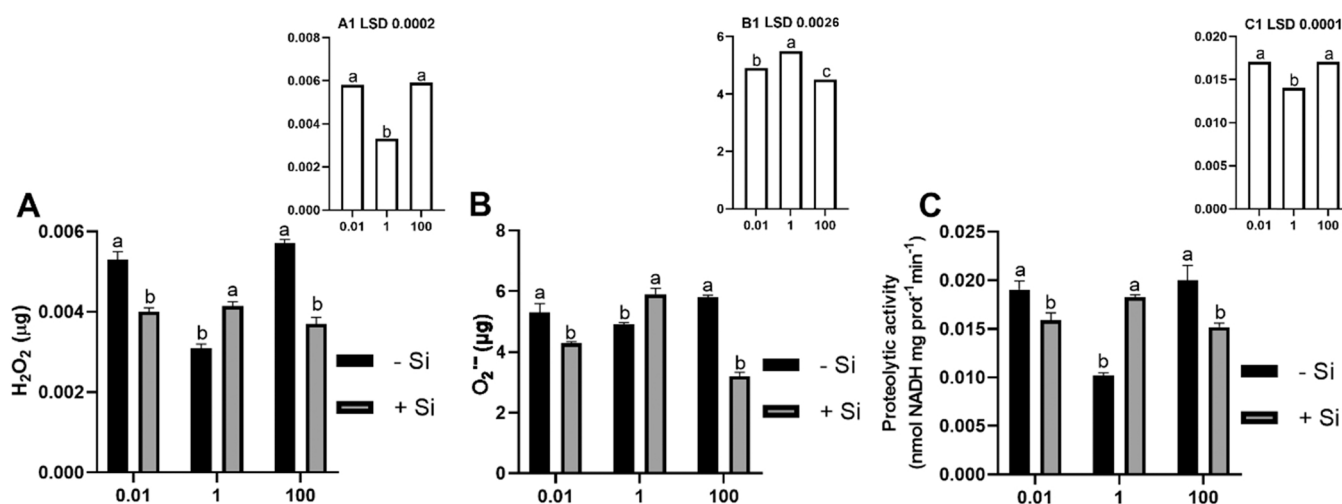 A1 LSD 0.0002
0.008
0.006
0.004
0.002
0.000
a
b
a
0.01 1 100
A
H2O2 (µg)
0.006
0.004
0.002
0.000
a
b
b
a
a
b
0.01 1 100
- Si
+ Si
B1 LSD 0.0026
6
4
2
0
b
a
c
0.01 1 100
B
O2•− (µg)
8
6
4
2
0
a
b
b
a
a
b
0.01 1 100
- Si
+ Si
C1 LSD 0.0001
0.020
0.015
0.010
0.005
0.000
a
b
a
0.01 1 100
C
Proteolytic activity
(nmol NADH mg prot⁻¹min⁻¹)
0.025
0.020
0.015
0.010
0.005
0.000
a
b
b
a
a
b
0.01 1 100
- Si
+ Si